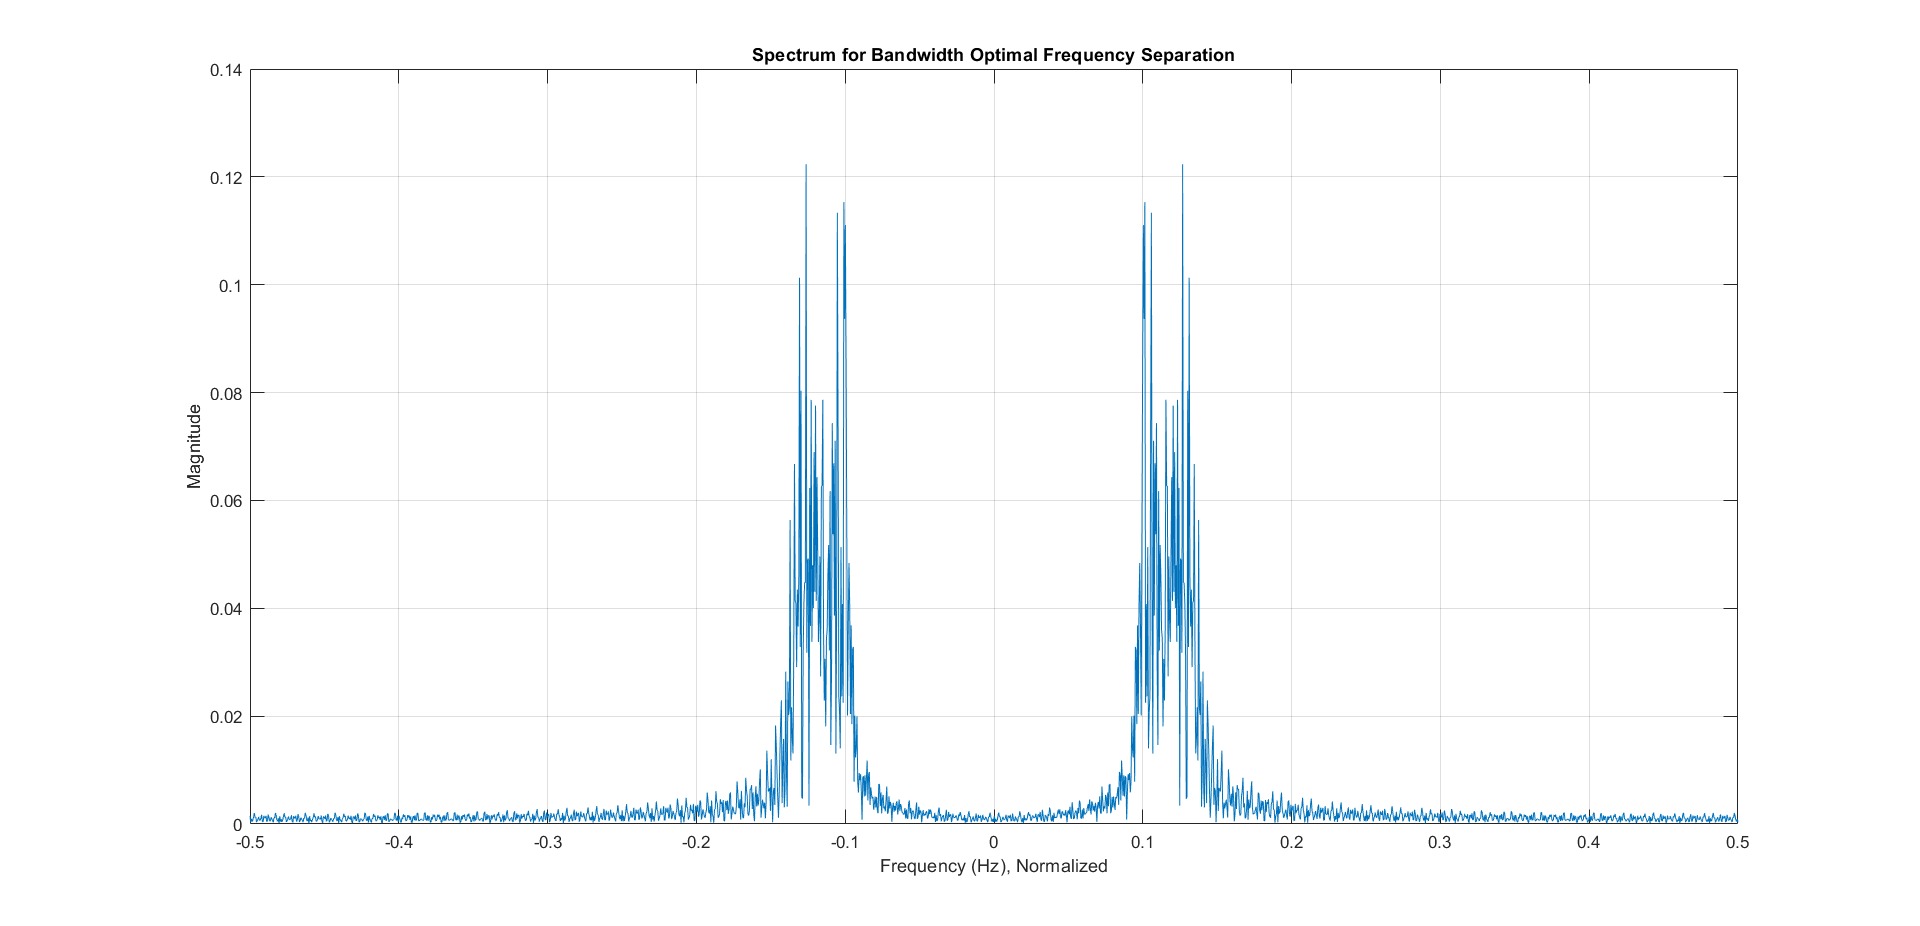 Spectrum for Bandwidth Optimal Frequency Separation
0.14
0.12
0.1
0.08
0.06
0.04
0.02
0
Magnitude
-0.5 -0.4 -0.3 -0.2 -0.1 0 0.1 0.2 0.3 0.4 0.5
Frequency (Hz), Normalized